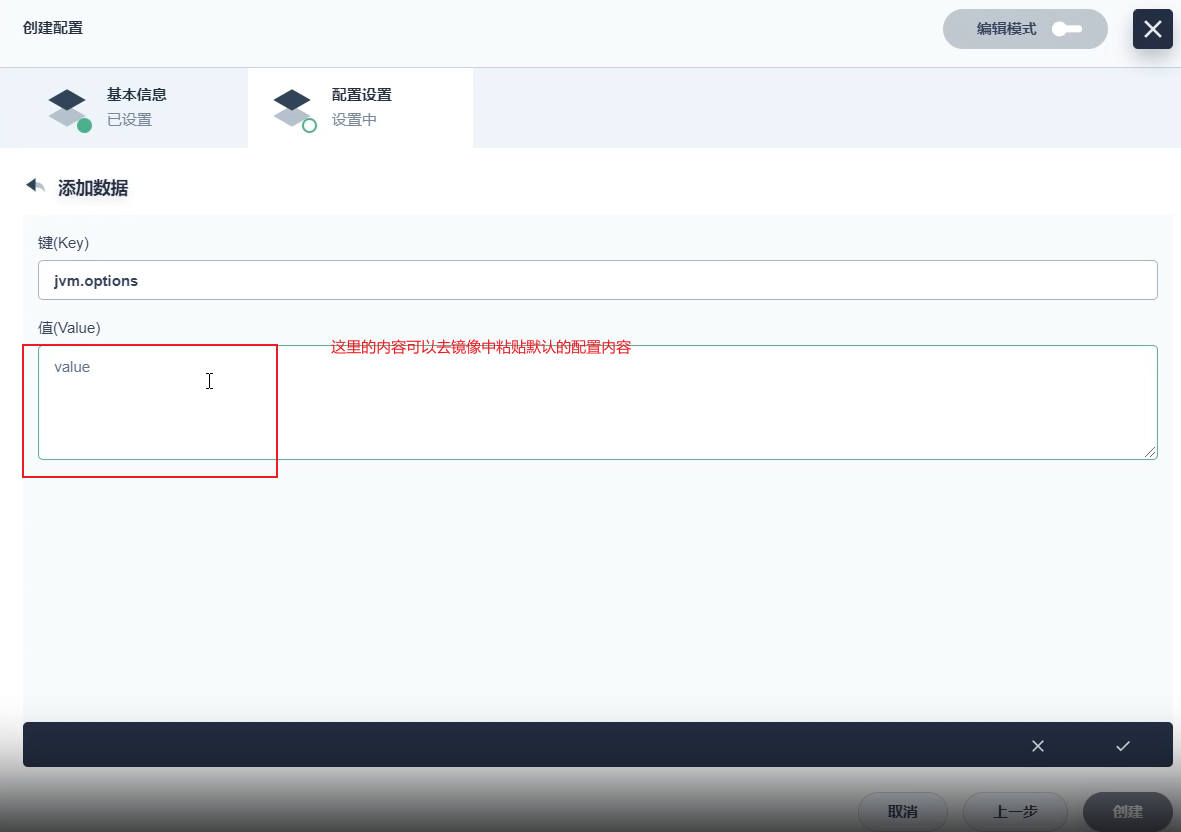 创建配置
编辑模式
基本信息
已设置
配置设置
设置中
添加数据
键(Key)
jvm.options
值(Value)
这里的内容可以去镜像中粘贴默认的配置内容
value
取消
上一步
创建